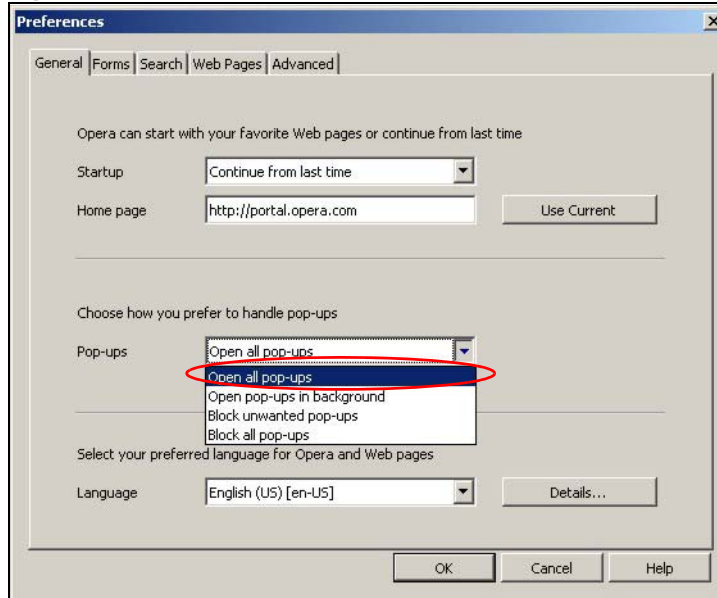 Preferences
General Forms Search Web Pages Advanced
Opera can start with your favorite Web pages or continue from last time
Startup Continue from last time
Home page http://portal.opera.com Use Current
Choose how you prefer to handle pop-ups
Pop-ups Open all pop-ups
Open all pop-ups
Open pop-ups in background
Block unwanted pop-ups
Block all pop-ups
Select your preferred language for Opera and Web pages
Language English (US) [en-US] Details...
OK Cancel Help